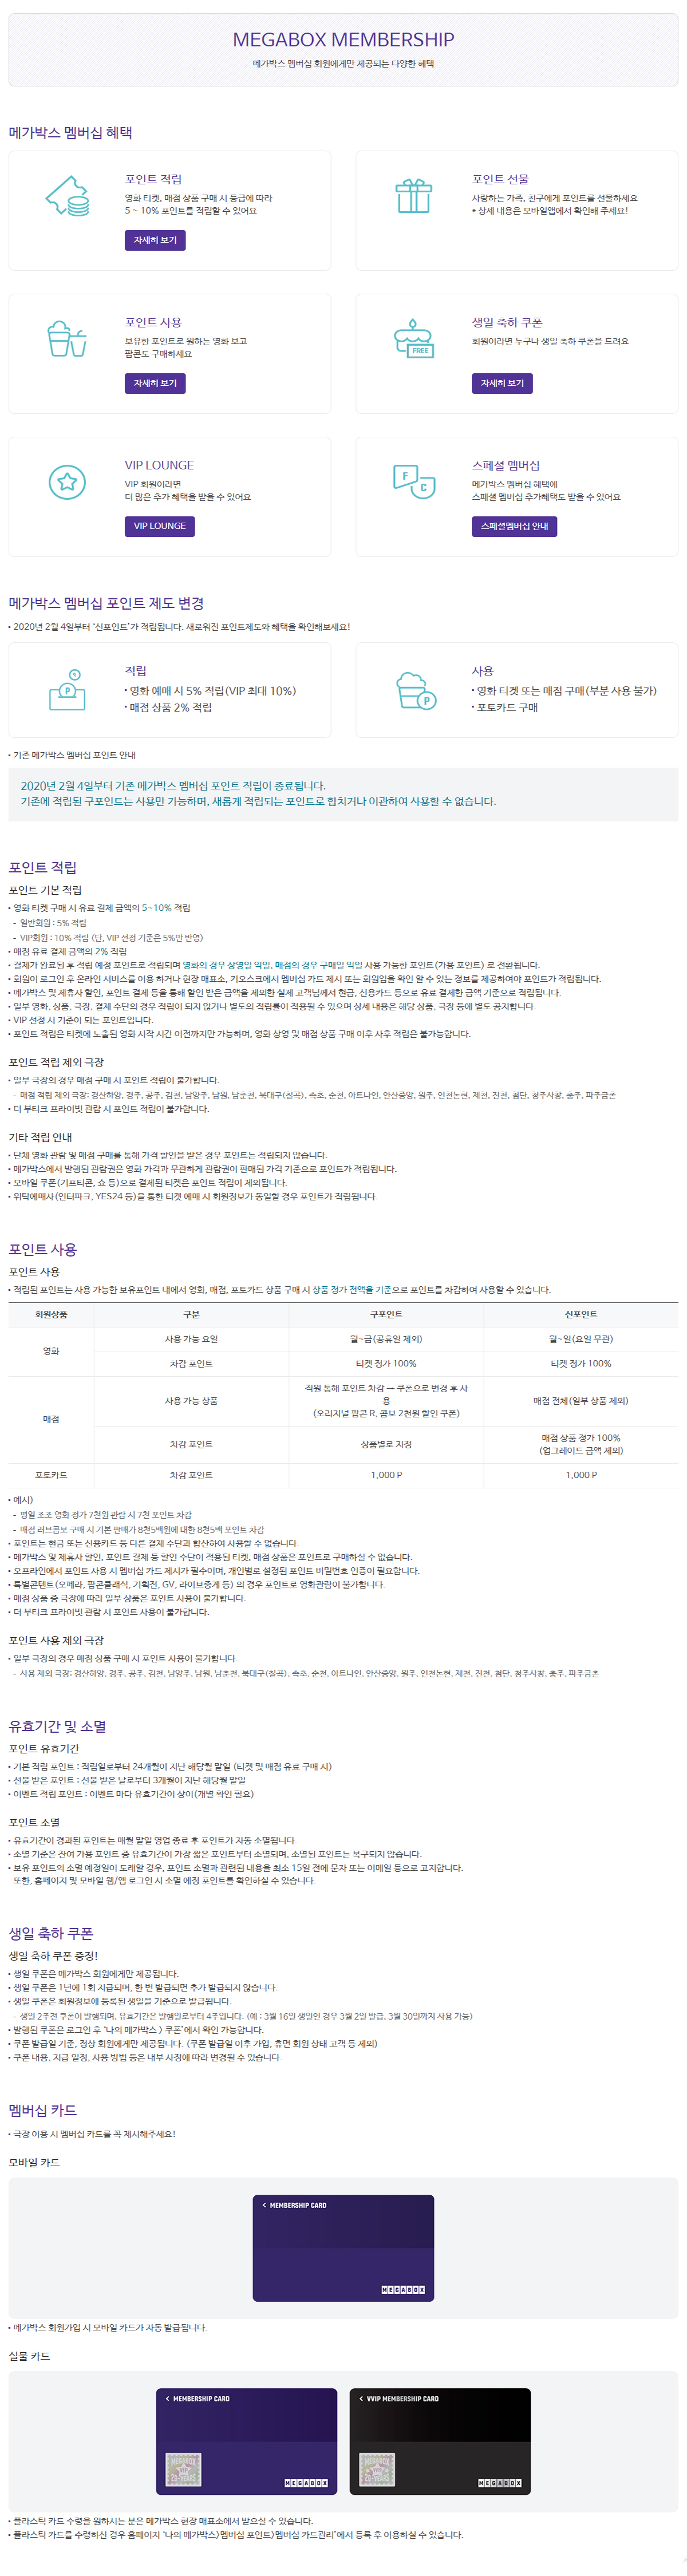 MEGABOX MEMBERSHIP
메가박스 멤버십 회원에게만 제공되는 다양한 혜택
메가박스 멤버십 혜택
포인트 적립
영화 티켓, 매점 상품 구매 시 등급에 따라
5 ~ 10% 포인트를 적립할 수 있어요
자세히 보기
포인트 선물
사랑하는 가족, 친구에게 포인트를 선물하세요
* 상세 내용은 모바일앱에서 확인해 주세요!
포인트 사용
보유한 포인트로 원하는 영화 보고
팝콘도 구매하세요
자세히 보기
FREE
생일 축하 쿠폰
회원이라면 누구나 생일 축하 쿠폰을 드려요
자세히 보기
VIP LOUNGE
VIP 회원이라면
더 많은 추가 혜택을 받을 수 있어요
VIP LOUNGE
F
C
스페셜 멤버십
메가박스 멤버십 혜택에
스페셜 멤버십 추가혜택도 받을 수 있어요
스페셜멤버십 안내
메가박스 멤버십 포인트 제도 변경
• 2020년 2월 4일부터 '신포인트'가 적립됩니다. 새로워진 포인트제도와 혜택을 확인해보세요!
P
적립
• 영화 예매 시 5% 적립(VIP 최대 10%)
• 매점 상품 2% 적립
P
사용
• 영화 티켓 또는 매점 구매(부분 사용 불가)
• 포토카드 구매
• 기존 메가박스 멤버십 포인트 안내
2020년 2월 4일부터 기존 메가박스 멤버십 포인트 적립이 종료됩니다.
기존에 적립된 구포인트는 사용만 가능하며, 새롭게 적립되는 포인트로 합치거나 이관하여 사용할 수 없습니다.
포인트 적립
포인트 기본 적립
• 영화 티켓 구매 시 유료 결제 금액의 5~10% 적립
- 일반회원 : 5% 적립
- VIP회원 : 10% 적립 (단, VIP 선정 기준은 5%만 반영)
• 매점 유료 결제 금액의 2% 적립
• 결제가 완료된 후 적립 예정 포인트로 적립되며 영화의 경우 상영일 익일, 매점의 경우 구매일 익일 사용 가능한 포인트(가용 포인트) 로 전환됩니다.
• 회원이 로그인 후 온라인 서비스를 이용 하거나 현장 매표소, 키오스크에서 멤버십 카드 제시 또는 회원임을 확인 할 수 있는 정보를 제공하여야 포인트가 적립됩니다.
• 메가박스 및 제휴사 할인, 포인트 결제 등을 통해 할인 받은 금액을 제외한 실제 고객님께서 현금, 신용카드 등으로 유료 결제한 금액 기준으로 적립됩니다.
• 일부 영화, 상품, 극장, 결제 수단의 경우 적립이 되지 않거나 별도의 적립률이 적용될 수 있으며 상세 내용은 해당 상품, 극장 등에 별도 공지합니다.
• VIP 선정 시 기준이 되는 포인트입니다.
• 포인트 적립은 티켓에 노출된 영화 시작 시간 이전까지만 가능하며, 영화 상영 및 매점 상품 구매 이후 사후 적립은 불가능합니다.
포인트 적립 제외 극장
• 일부 극장의 경우 매점 구매 시 포인트 적립이 불가합니다.
- 매점 적립 제외 극장: 경산하양, 경주, 공주, 김천, 남양주, 남원, 남춘천, 북대구(칠곡), 속초, 순천, 아트나인, 안산중앙, 원주, 인천논현, 제천, 진천, 첨단, 청주사창, 충주, 파주금촌
• 더 부티크 프라이빗 관람 시 포인트 적립이 불가합니다.
기타 적립 안내
• 단체 영화 관람 및 매점 구매를 통해 가격 할인을 받은 경우 포인트는 적립되지 않습니다.
• 메가박스에서 발행된 관람권은 영화 가격과 무관하게 관람권이 판매된 가격 기준으로 포인트가 적립됩니다.
• 모바일 쿠폰(기프티콘, 쇼 등)으로 결제된 티켓은 포인트 적립이 제외됩니다.
• 위탁예매사(인터파크, YES24 등)을 통한 티켓 예매 시 회원정보가 동일할 경우 포인트가 적립됩니다.
포인트 사용
포인트 사용
• 적립된 포인트는 사용 가능한 보유포인트 내에서 영화, 매점, 포토카드 상품 구매 시 상품 정가 전액을 기준으로 포인트를 차감하여 사용할 수 있습니다.
회원상품 구분 구포인트 신포인트
영화 사용 가능 요일 월~금(공휴일 제외) 월~일(요일 무관)
차감 포인트 티켓 정가 100% 티켓 정가 100%
매점 사용 가능 상품 직원 통해 포인트 차감 → 쿠폰으로 변경 후 사
용
(오리지널 팝콘 R, 콤보 2천원 할인 쿠폰) 매점 전체(일부 상품 제외)
차감 포인트 상품별로 지정 매점 상품 정가 100%
(업그레이드 금액 제외)
포토카드 차감 포인트 1,000 P 1,000 P
• 예시)
- 평일 조조 영화 정가 7천원 관람 시 7천 포인트 차감
- 매점 러브콤보 구매 시 기본 판매가 8천5백원에 대한 8천5백 포인트 차감
• 포인트는 현금 또는 신용카드 등 다른 결제 수단과 합산하여 사용할 수 없습니다.
• 메가박스 및 제휴사 할인, 포인트 결제 등 할인 수단이 적용된 티켓, 매점 상품은 포인트로 구매하실 수 없습니다.
• 오프라인에서 포인트 사용 시 멤버십 카드 제시가 필수이며, 개인별로 설정된 포인트 비밀번호 인증이 필요합니다.
• 특별콘텐트(오페라, 팝콘클래식, 기획전, GV, 라이브중계 등) 의 경우 포인트로 영화관람이 불가합니다.
• 매점 상품 중 극장에 따라 일부 상품은 포인트 사용이 불가합니다.
• 더 부티크 프라이빗 관람 시 포인트 사용이 불가합니다.
포인트 사용 제외 극장
• 일부 극장의 경우 매점 상품 구매 시 포인트 사용이 불가합니다.
- 사용 제외 극장: 경산하양, 경주, 공주, 김천, 남양주, 남원, 남춘천, 북대구(칠곡), 속초, 순천, 아트나인, 안산중앙, 원주, 인천논현, 제천, 진천, 첨단, 청주사창, 충주, 파주금촌
유효기간 및 소멸
포인트 유효기간
• 기본 적립 포인트 : 적립일로부터 24개월이 지난 해당월 말일 (티켓 및 매점 유료 구매 시)
• 선물 받은 포인트 : 선물 받은 날로부터 3개월이 지난 해당월 말일
• 이벤트 적립 포인트 : 이벤트 마다 유효기간이 상이(개별 확인 필요)
포인트 소멸
• 유효기간이 경과된 포인트는 매월 말일 영업 종료 후 포인트가 자동 소멸됩니다.
• 소멸 기준은 잔여 가용 포인트 중 유효기간이 가장 짧은 포인트부터 소멸되며, 소멸된 포인트는 복구되지 않습니다.
• 보유 포인트의 소멸 예정일이 도래할 경우, 포인트 소멸과 관련된 내용을 최소 15일 전에 문자 또는 이메일 등으로 고지합니다.
또한, 홈페이지 및 모바일 웹/앱 로그인 시 소멸 예정 포인트를 확인하실 수 있습니다.
생일 축하 쿠폰
생일 축하 쿠폰 증정!
• 생일 쿠폰은 메가박스 회원에게만 제공됩니다.
• 생일 쿠폰은 1년에 1회 지급되며, 한 번 발급되면 추가 발급되지 않습니다.
• 생일 쿠폰은 회원정보에 등록된 생일을 기준으로 발급됩니다.
- 생일 2주전 쿠폰이 발행되며, 유효기간은 발행일로부터 4주입니다. (예 : 3월 16일 생일인 경우 3월 2일 발급, 3월 30일까지 사용 가능)
• 발행된 쿠폰은 로그인 후 '나의 메가박스 > 쿠폰'에서 확인 가능합니다.
• 쿠폰 발급일 기준, 정상 회원에게만 제공됩니다. (쿠폰 발급일 이후 가입, 휴면 회원 상태 고객 등 제외)
• 쿠폰 내용, 지급 일정, 사용 방법 등은 내부 사정에 따라 변경될 수 있습니다.
멤버십 카드
• 극장 이용 시 멤버십 카드를 꼭 제시해주세요!
모바일 카드
< MEMBERSHIP CARD
MEGABOX
• 메가박스 회원가입 시 모바일 카드가 자동 발급됩니다.
실물 카드
< MEMBERSHIP CARD
MEGABOX
< VVIP MEMBERSHIP CARD
MEGABOX
• 플라스틱 카드 수령을 원하시는 분은 메가박스 현장 매표소에서 받으실 수 있습니다.
• 플라스틱 카드를 수령하신 경우 홈페이지 '나의 메가박스>멤버십 포인트>멤버십 카드관리'에서 등록 후 이용하실 수 있습니다.